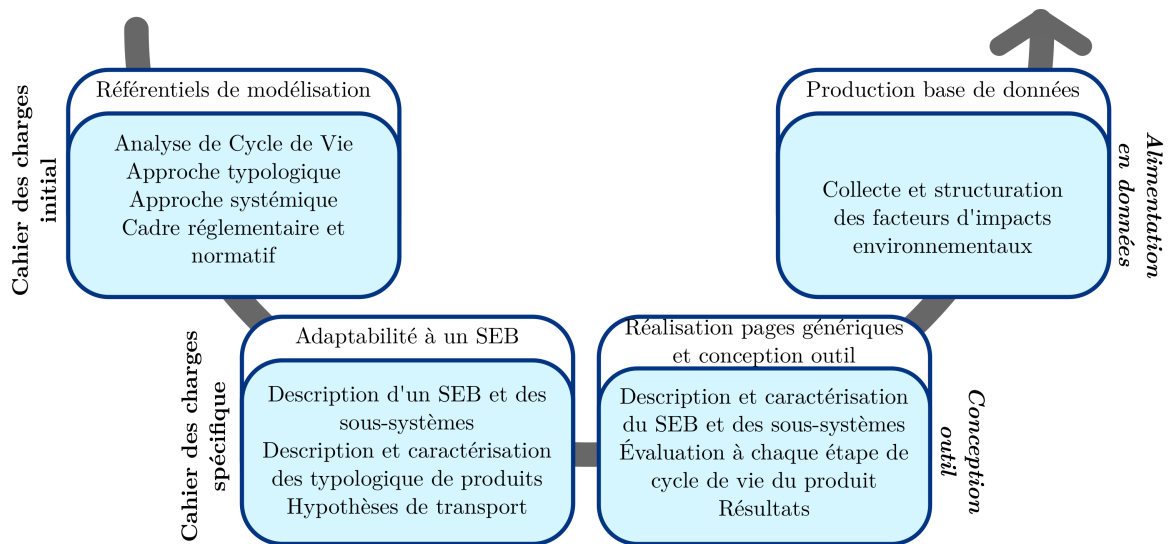 Cahier des charges
initial
Référentiels de modélisation
Analyse de Cycle de Vie
Approche typologique
Approche systémique
Cadre réglementaire et
normatif
Cahier des charges
spécifique
Adaptabilité à un SEB
Description d'un SEB et des
sous-systèmes
Description et caractérisation
des typologique de produits
Hypothèses de transport
Réalisation pages génériques
et conception outil
Description et caractérisation
du SEB et des sous-systèmes
Évaluation à chaque étape de
cycle de vie du produit
Résultats
Conception
outil
Production base de données
Collecte et structuration
des facteurs d'impacts
environnementaux
Alimentation
en données